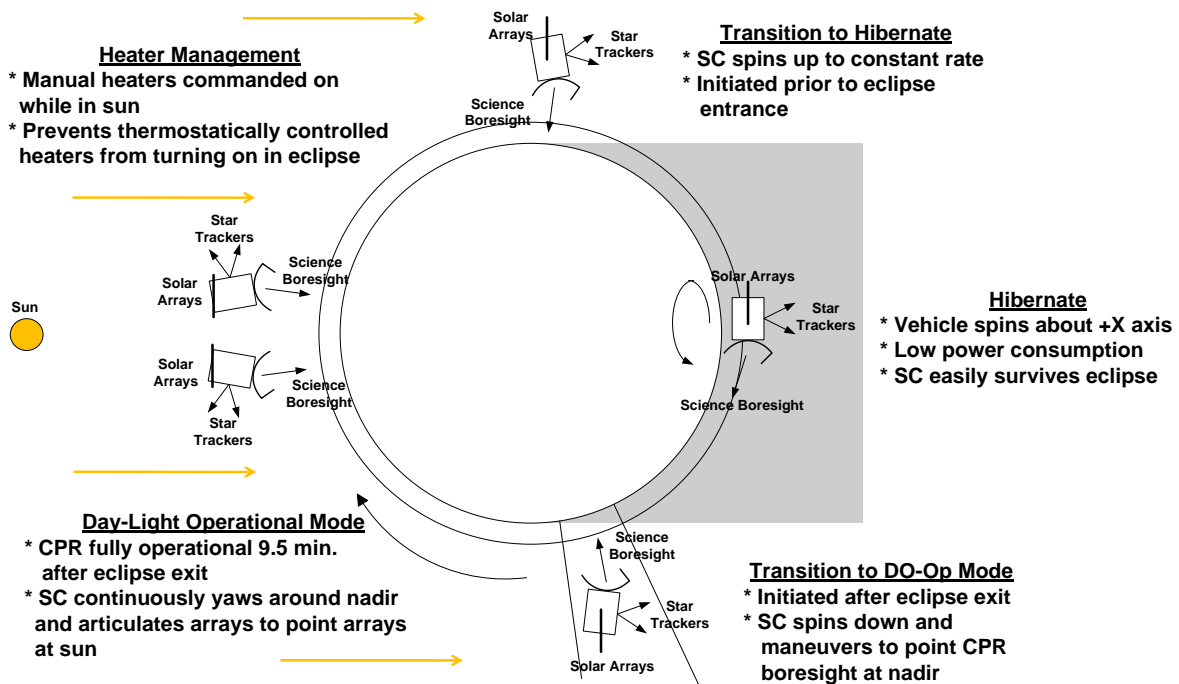 Heater Management
* Manual heaters commanded on
while in sun
* Prevents thermostatically controlled
heaters from turning on in eclipse
Solar
Arrays
Star
Trackers
Science
Boresight
Transition to Hibernate
* SC spins up to constant rate
* Initiated prior to eclipse
entrance
Star
Trackers
Solar
Arrays
Science
Boresight
Sun
Solar
Arrays
Science
Boresight
Star
Trackers
Solar Arrays
Star
Trackers
Science Boresight
Hibernate
* Vehicle spins about +X axis
* Low power consumption
* SC easily survives eclipse
Day-Light Operational Mode
* CPR fully operational 9.5 min.
after eclipse exit
* SC continuously yaws around nadir
and articulates arrays to point arrays
at sun
Science
Boresight
Star
Trackers
Solar Arrays
Transition to DO-Op Mode
* Initiated after eclipse exit
* SC spins down and
maneuvers to point CPR
boresight at nadir